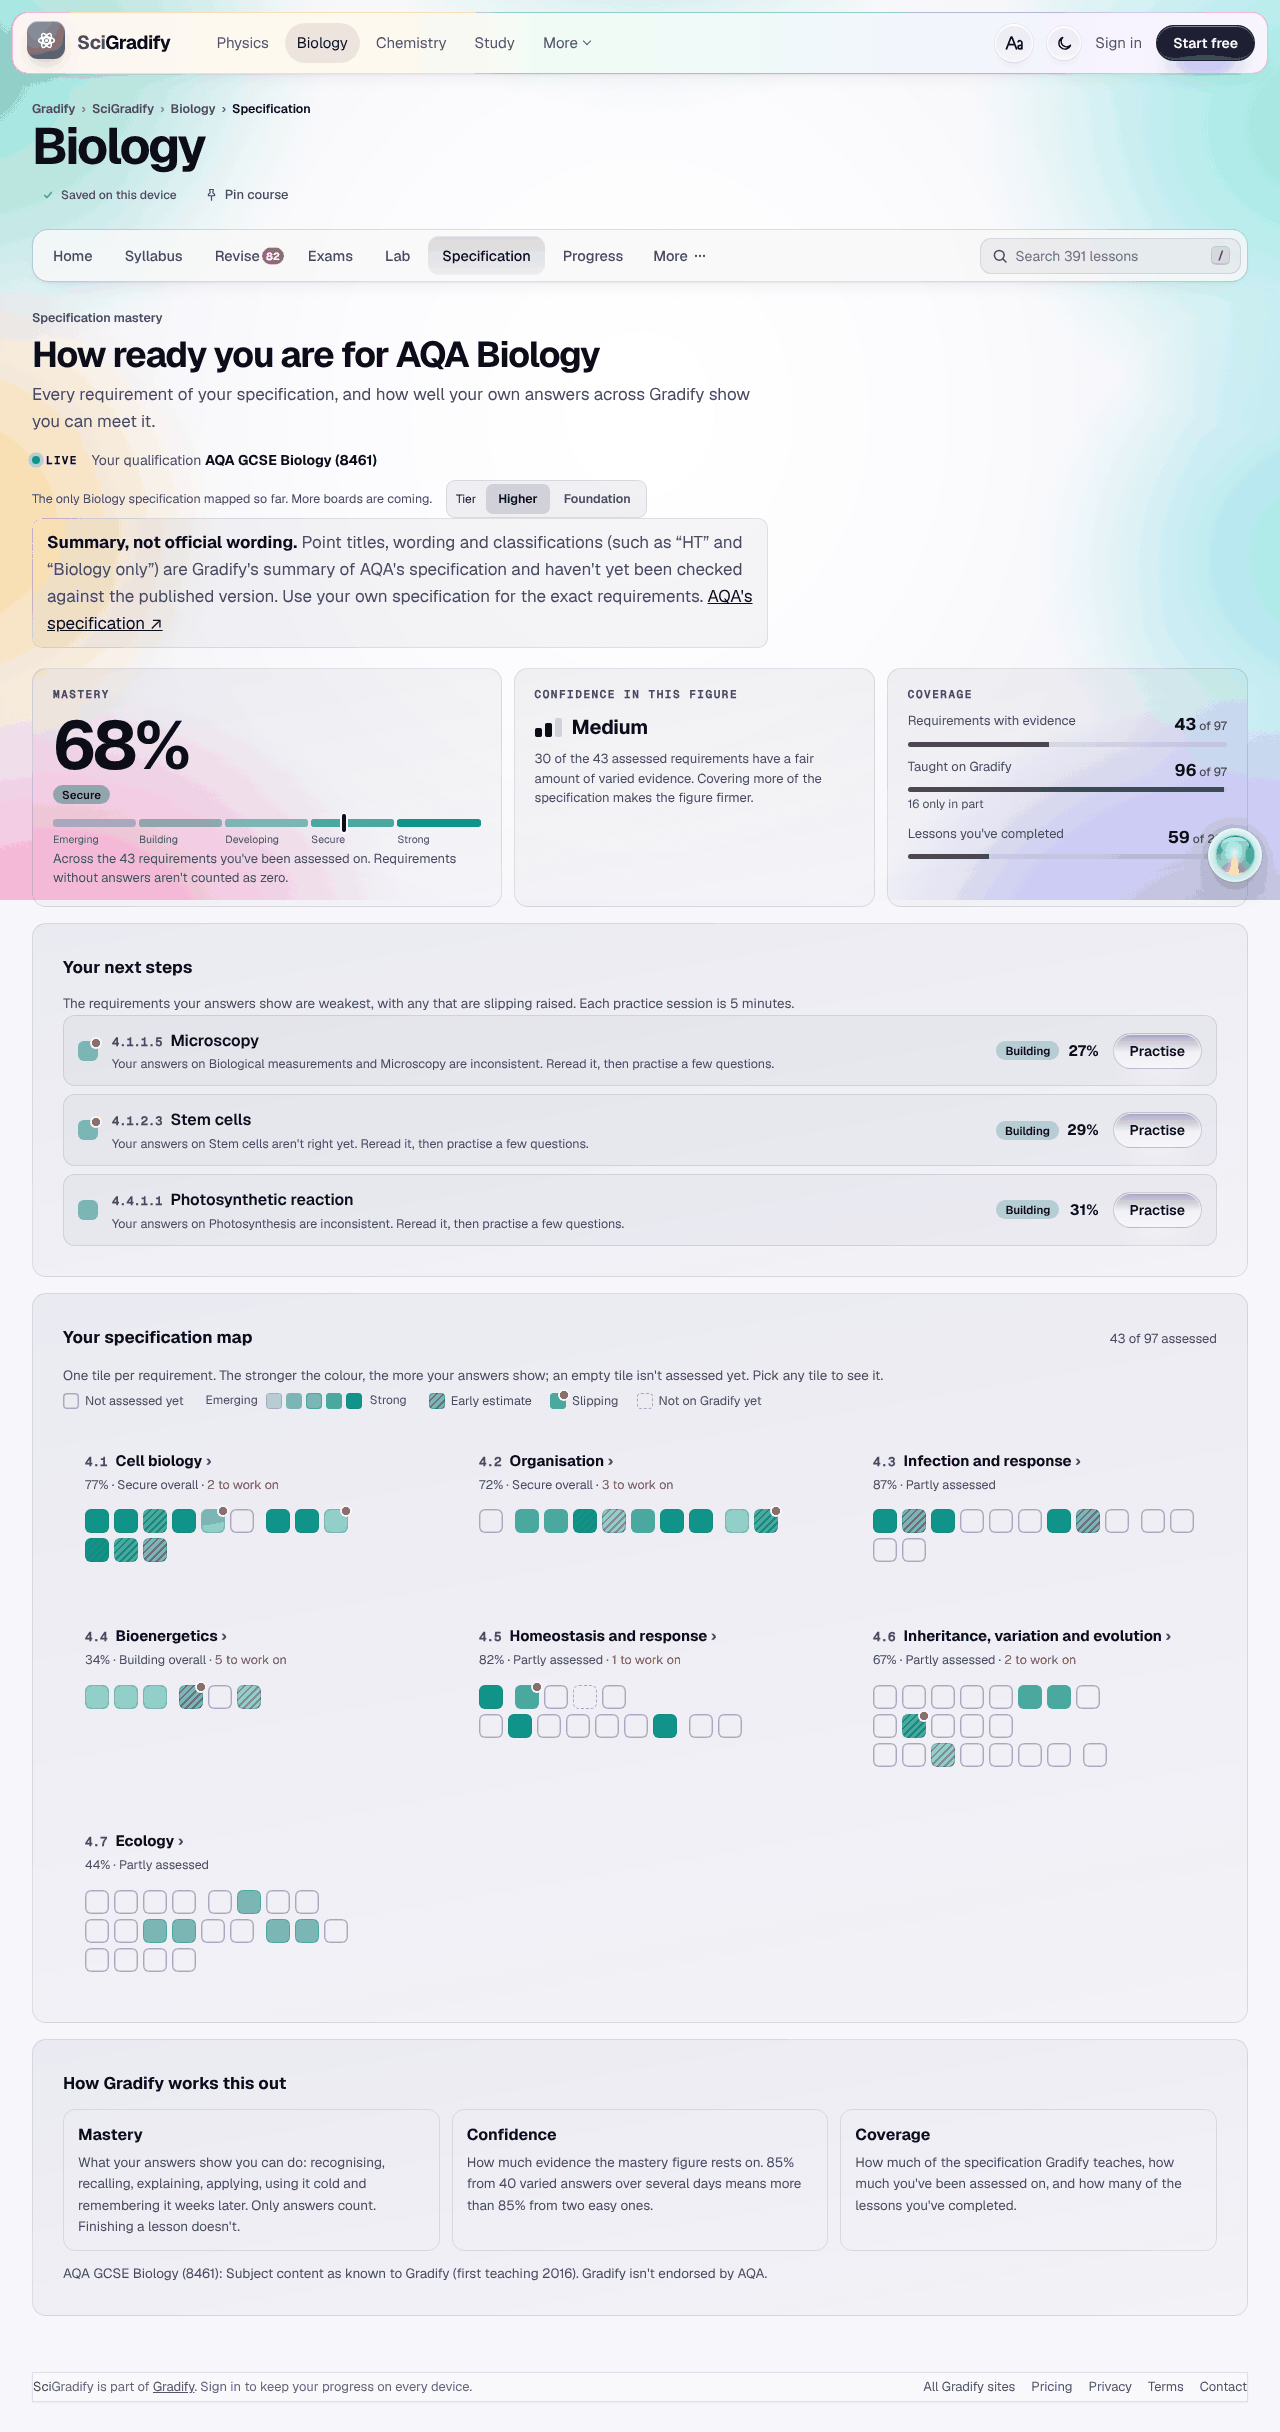 SciGradify
Physics
Biology
Chemistry
Study
More
Aa
Sign in
Start free
Gradify › SciGradify › Biology › Specification
Biology
Saved on this device
Pin course
Home
Syllabus
Revise 82
Exams
Lab
Specification
Progress
More ···
Search 391 lessons
/
Specification mastery
How ready you are for AQA Biology
Every requirement of your specification, and how well your own answers across Gradify show
you can meet it.
LIVE
Your qualification AQA GCSE Biology (8461)
The only Biology specification mapped so far. More boards are coming.
Tier
Higher
Foundation
Summary, not official wording. Point titles, wording and classifications (such as “HT” and
“Biology only”) are Gradify's summary of AQA's specification and haven't yet been checked
against the published version. Use your own specification for the exact requirements. AQA's
specification ↗
MASTERY
68%
Secure
Emerging
Building
Developing
Secure
Strong
Across the 43 requirements you've been assessed on. Requirements
without answers aren't counted as zero.
CONFIDENCE IN THIS FIGURE
Medium
30 of the 43 assessed requirements have a fair
amount of varied evidence. Covering more of the
specification makes the figure firmer.
COVERAGE
Requirements with evidence
43 of 97
Taught on Gradify
96 of 97
16 only in part
Lessons you've completed
59 of
Your next steps
The requirements your answers show are weakest, with any that are slipping raised. Each practice session is 5 minutes.
4.1.1.5 Microscopy
Your answers on Biological measurements and Microscopy are inconsistent. Reread it, then practise a few questions.
Building
27%
Practise
4.1.2.3 Stem cells
Your answers on Stem cells aren't right yet. Reread it, then practise a few questions.
Building
29%
Practise
4.4.1.1 Photosynthetic reaction
Your answers on Photosynthesis are inconsistent. Reread it, then practise a few questions.
Building
31%
Practise
Your specification map
43 of 97 assessed
One tile per requirement. The stronger the colour, the more your answers show; an empty tile isn't assessed yet. Pick any tile to see it.
Not assessed yet
Emerging
Strong
Early estimate
Slipping
Not on Gradify yet
4.1 Cell biology ›
77% · Secure overall · 2 to work on
4.2 Organisation ›
72% · Secure overall · 3 to work on
4.3 Infection and response ›
87% · Partly assessed
4.4 Bioenergetics ›
34% · Building overall · 5 to work on
4.5 Homeostasis and response ›
82% · Partly assessed · 1 to work on
4.6 Inheritance, variation and evolution ›
67% · Partly assessed · 2 to work on
4.7 Ecology ›
44% · Partly assessed
How Gradify works this out
Mastery
What your answers show you can do: recognising,
recalling, explaining, applying, using it cold and
remembering it weeks later. Only answers count.
Finishing a lesson doesn't.
Confidence
How much evidence the mastery figure rests on. 85%
from 40 varied answers over several days means more
than 85% from two easy ones.
Coverage
How much of the specification Gradify teaches, how
much you've been assessed on, and how many of the
lessons you've completed.
AQA GCSE Biology (8461): Subject content as known to Gradify (first teaching 2016). Gradify isn't endorsed by AQA.
SciGradify is part of Gradify. Sign in to keep your progress on every device.
All Gradify sites
Pricing
Privacy
Terms
Contact